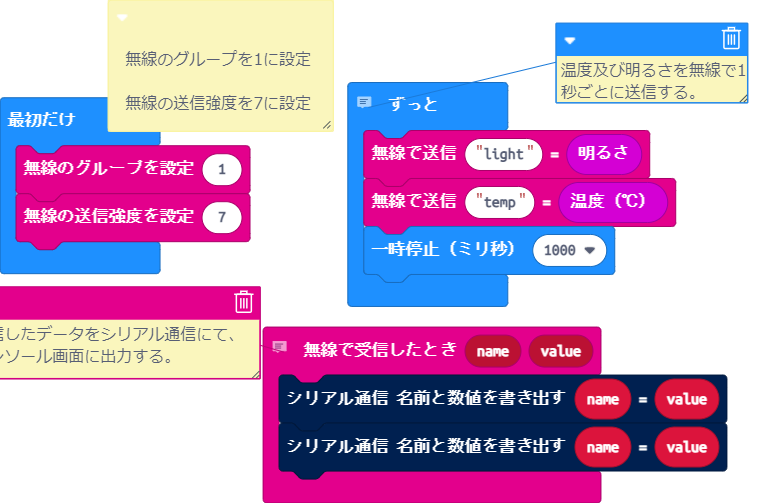 無線のグループを1に設定
無線の送信強度を7に設定
最初だけ
無線のグループを設定 1
無線の送信強度を設定 7
温度及び明るさを無線で1
秒ごとに送信する。
ずっと
無線で送信 "light" = 明るさ
無線で送信 "temp" = 温度（℃）
一時停止（ミリ秒） 1000
したデータをシリアル通信にて、
ソール画面に出力する。
無線で受信したとき name value
シリアル通信 名前と数値を書き出す name = value
シリアル通信 名前と数値を書き出す name = value